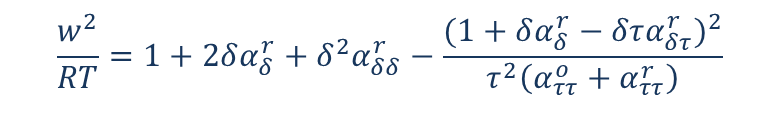 w²/RT = 1 + 2δα^r_δ + δ²α^r_δδ − (1 + δα^r_δ − δτα^r_δτ)² / τ²(α^o_ττ + α^r_ττ)